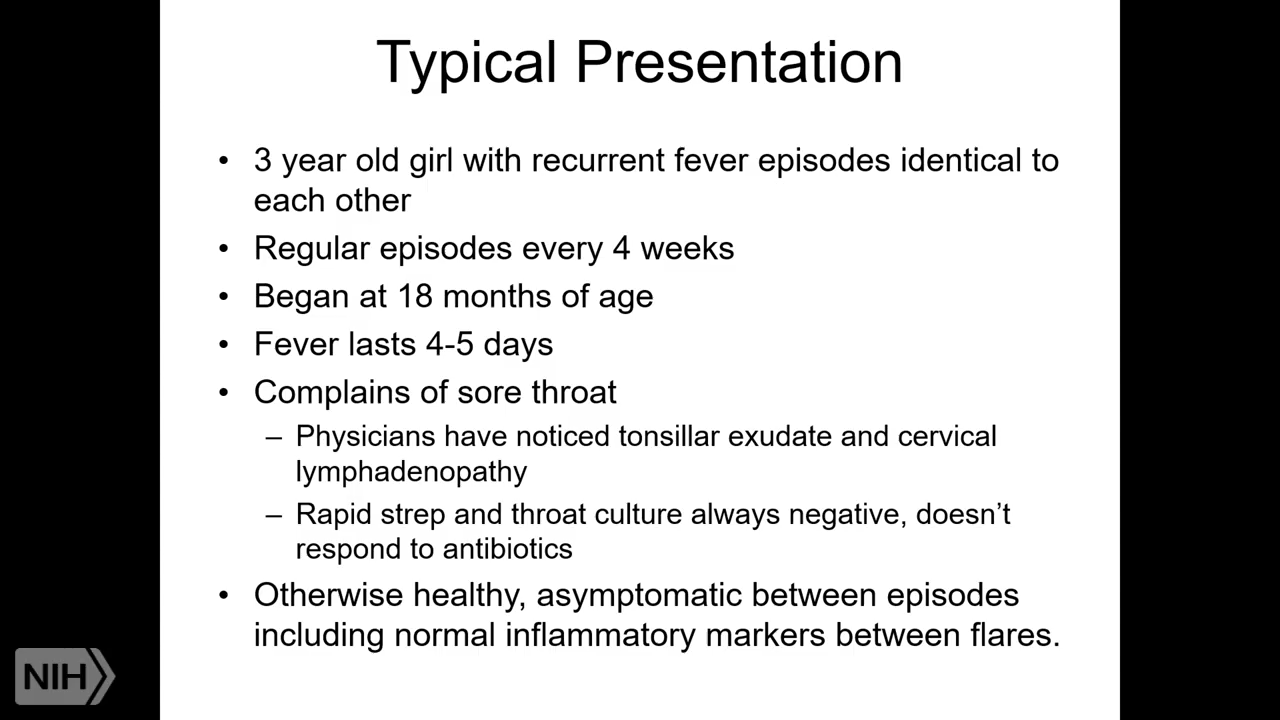 Typical Presentation
• 3 year old girl with recurrent fever episodes identical to
each other
• Regular episodes every 4 weeks
• Began at 18 months of age
• Fever lasts 4-5 days
• Complains of sore throat
– Physicians have noticed tonsillar exudate and cervical
lymphadenopathy
– Rapid strep and throat culture always negative, doesn’t
respond to antibiotics
• Otherwise healthy, asymptomatic between episodes
including normal inflammatory markers between flares.
NIH